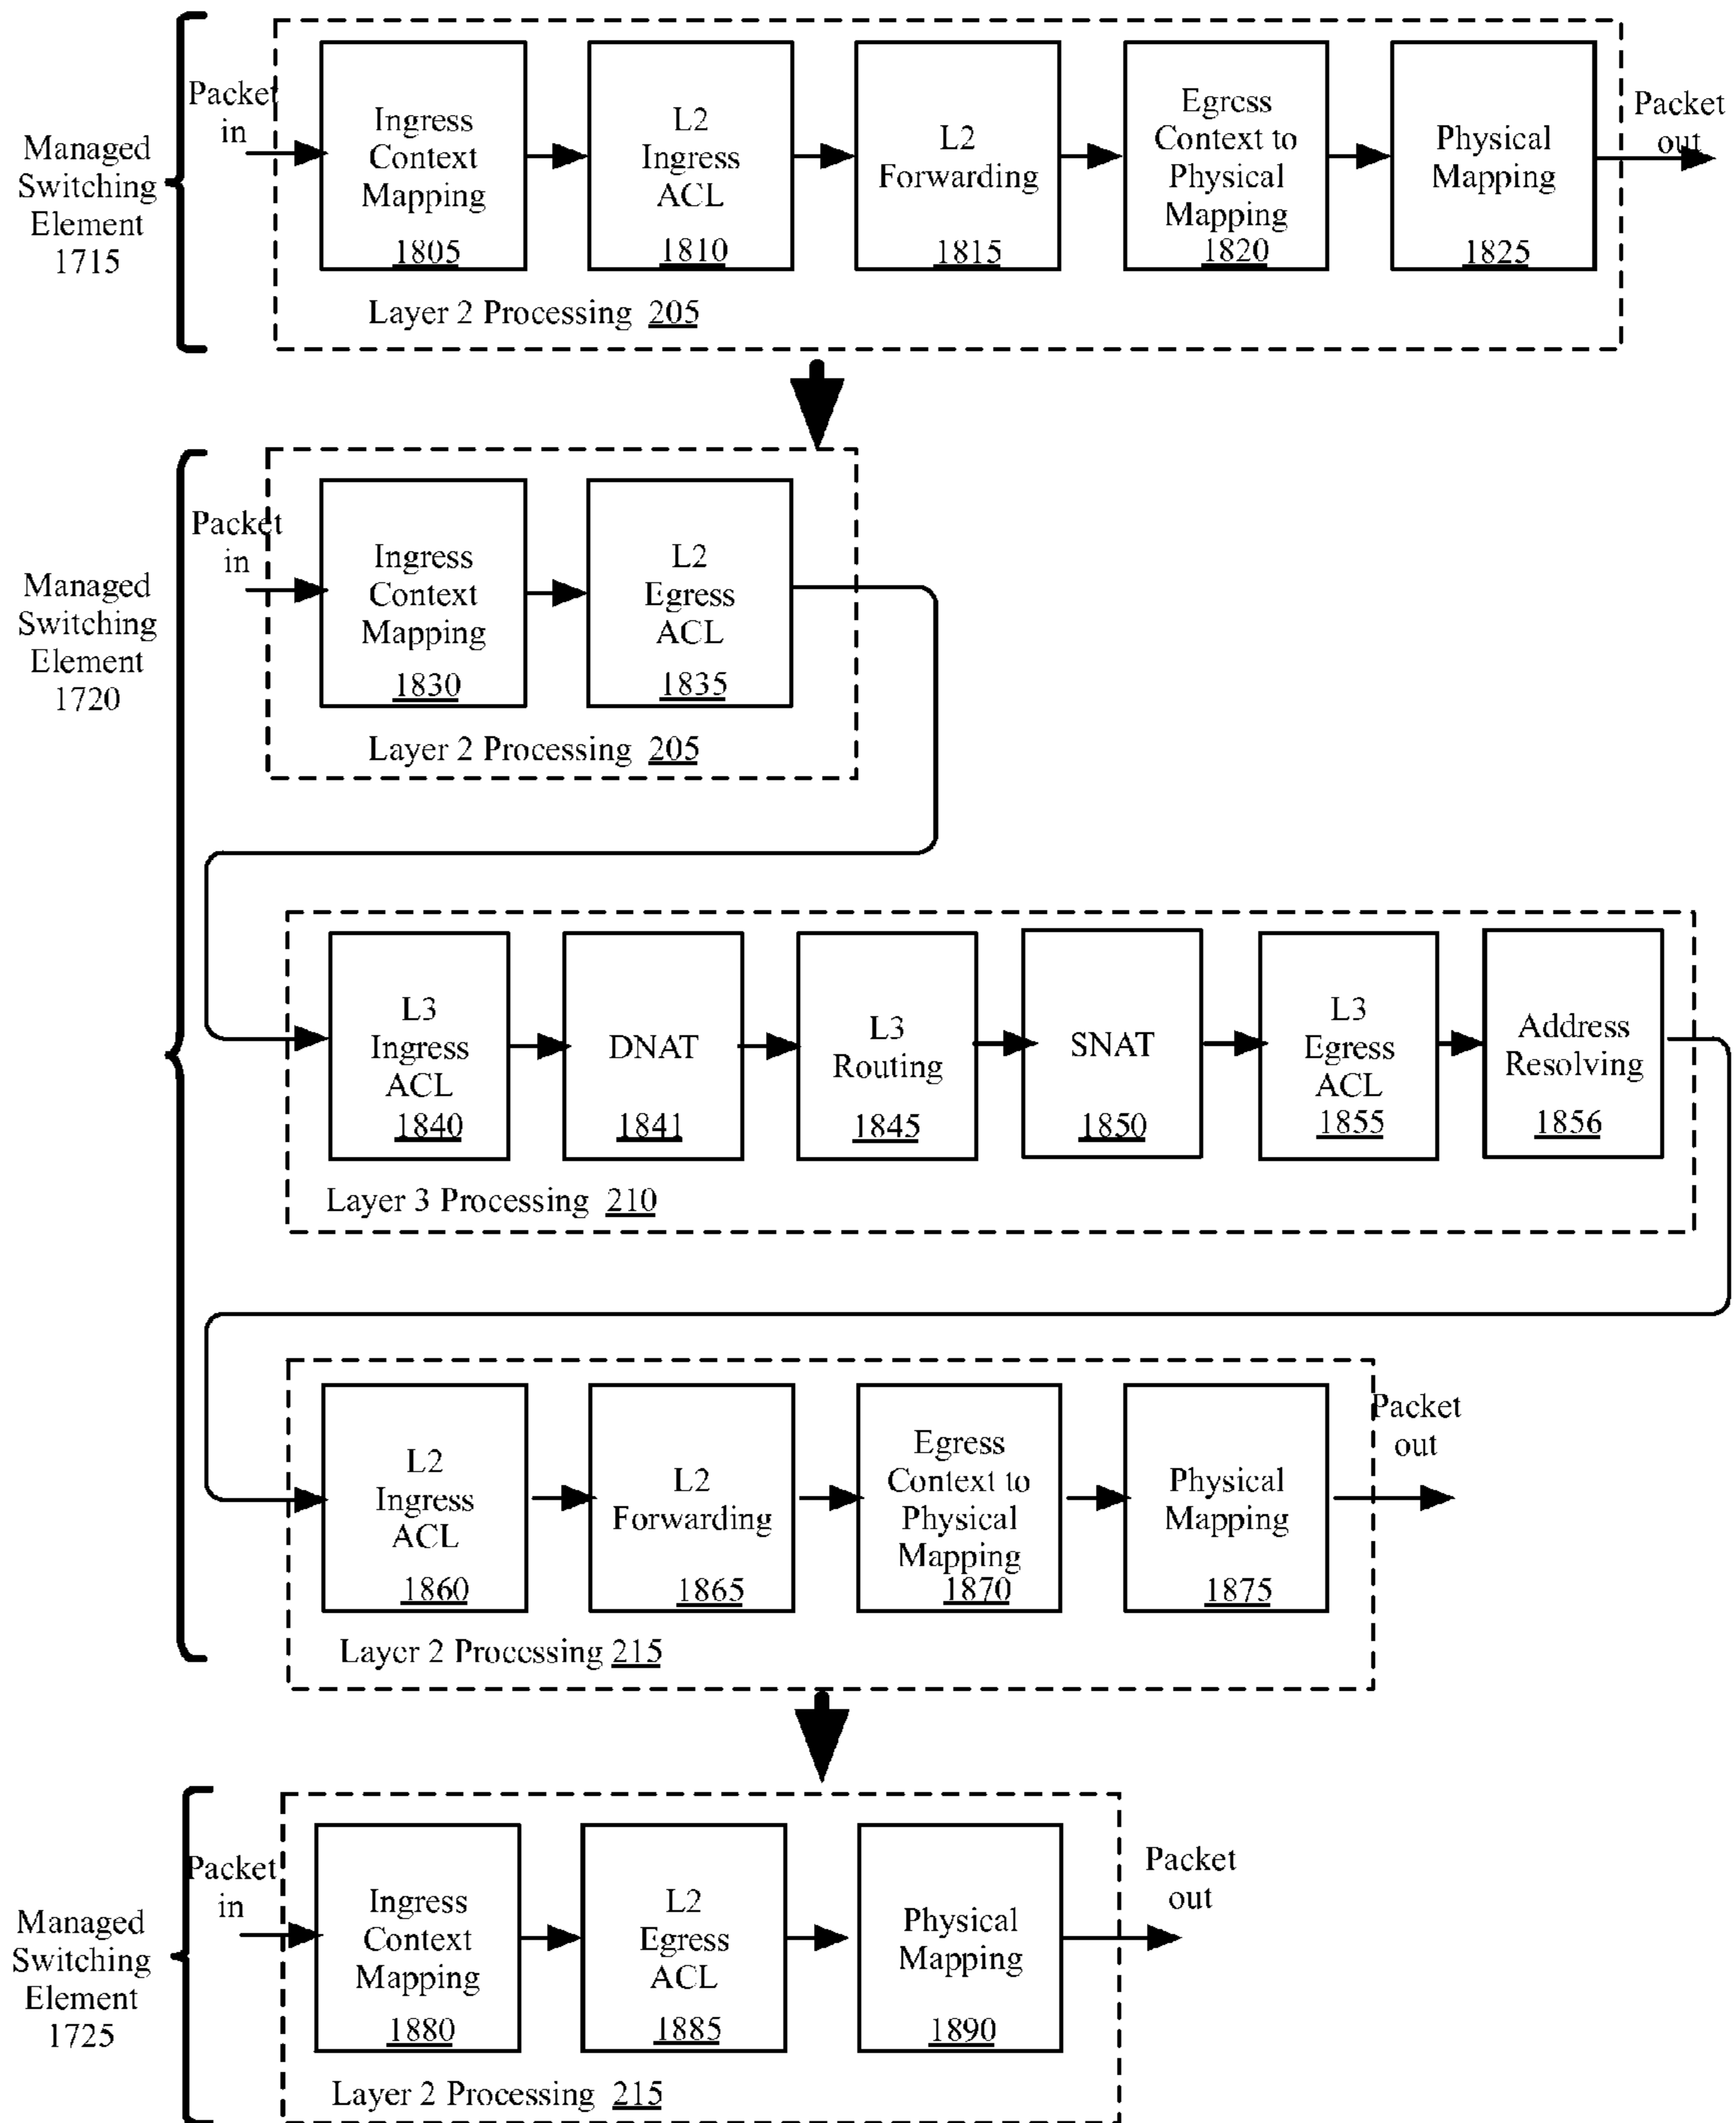 Managed
Switching
Element
1715
Packet
in
Ingress
Context
Mapping
1805
L2
Ingress
ACL
1810
L2
Forwarding
1815
Egress
Context to
Physical
Mapping
1820
Physical
Mapping
1825
Packet
out
Layer 2 Processing 205
Managed
Switching
Element
1720
Packet
in
Ingress
Context
Mapping
1830
L2
Egress
ACL
1835
Layer 2 Processing 205
L3
Ingress
ACL
1840
DNAT
1841
L3
Routing
1845
SNAT
1850
L3
Egress
ACL
1855
Address
Resolving
1856
Layer 3 Processing 210
L2
Ingress
ACL
1860
L2
Forwarding
1865
Egress
Context to
Physical
Mapping
1870
Physical
Mapping
1875
Packet
out
Layer 2 Processing 215
Managed
Switching
Element
1725
Packet
in
Ingress
Context
Mapping
1880
L2
Egress
ACL
1885
Physical
Mapping
1890
Packet
out
Layer 2 Processing 215